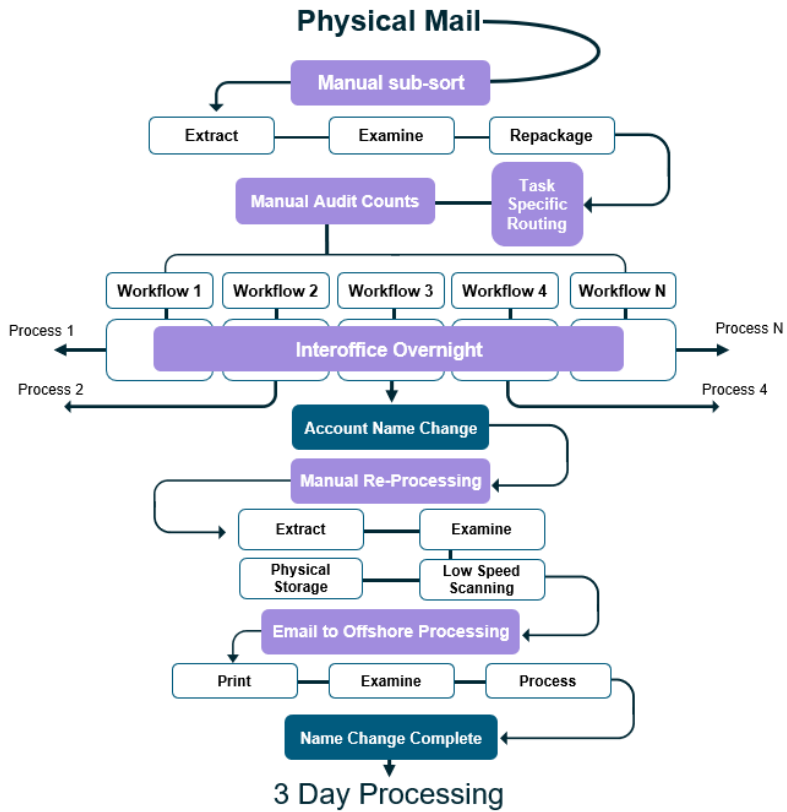 Physical Mail
Manual sub-sort
Extract
Examine
Repackage
Manual Audit Counts
Task
Specific
Routing
Workflow 1
Workflow 2
Workflow 3
Workflow 4
Workflow N
Process 1
Interoffice Overnight
Process N
Process 2
Process 4
Account Name Change
Manual Re-Processing
Extract
Examine
Physical
Storage
Low Speed
Scanning
Email to Offshore Processing
Print
Examine
Process
Name Change Complete
3 Day Processing